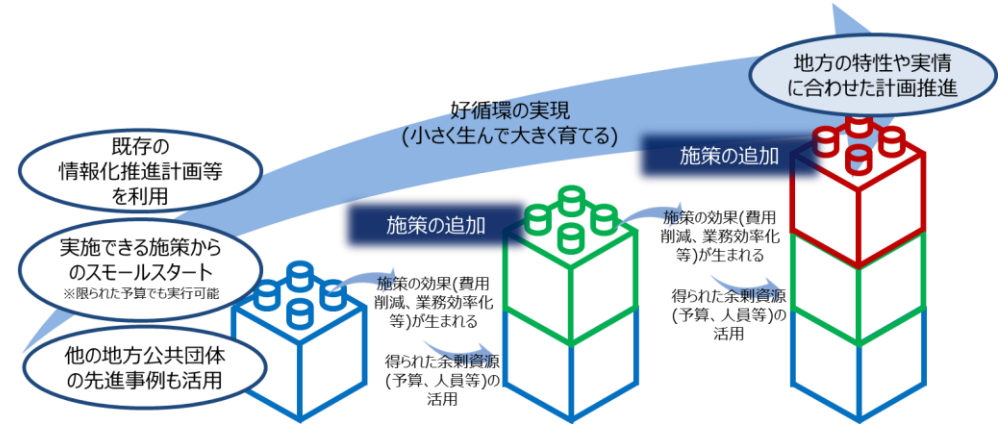 既存の
情報化推進計画等
を利用
実施できる施策から
のスモールスタート
※限られた予算でも実行可能
他の地方公共団体
の先進事例も活用
好循環の実現
(小さく生んで大きく育てる)
施策の追加
施策の効果(費用
削減、業務効率化
等)が生まれる
得られた余剰資源
(予算、人員等)の
活用
施策の追加
施策の効果(費用
削減、業務効率化
等)が生まれる
得られた余剰資源
(予算、人員等)の
活用
地方の特性や実情
に合わせた計画推進